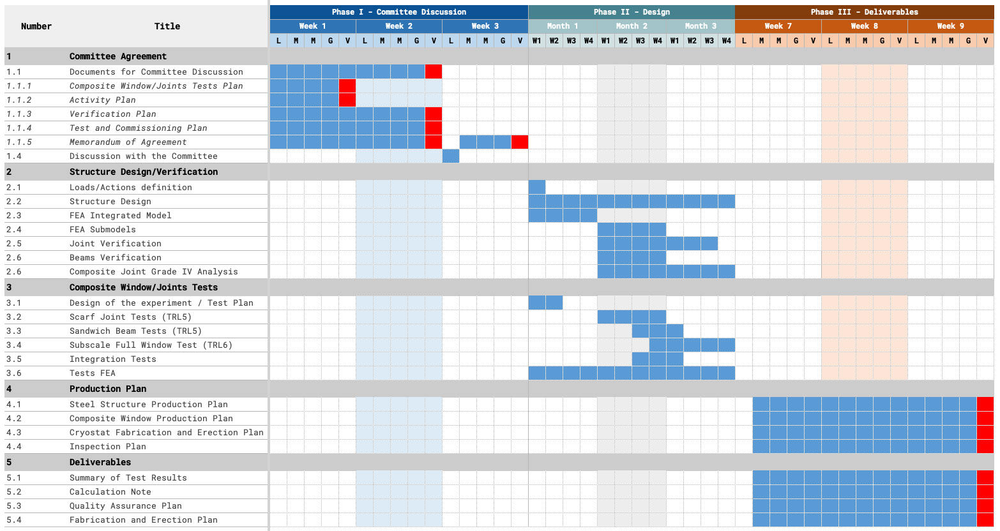 Phase I - Committee Discussion Phase II - Design Phase III - Deliverables
Number Title Week 1 Week 2 Week 3 Month 1 Month 2 Month 3 Week 7 Week 8 Week 9
L M M G V L M M G V L M M G V W1 W2 W3 W4 W1 W2 W3 W4 W1 W2 W3 W4 L M M G V L M M G V L M M G V
1 Committee Agreement
1.1 Documents for Committee Discussion
1.1.1 Composite Window/Joints Tests Plan
1.1.2 Activity Plan
1.1.3 Verification Plan
1.1.4 Test and Commissioning Plan
1.1.5 Memorandum of Agreement
1.4 Discussion with the Committee
2 Structure Design/Verification
2.1 Loads/Actions definition
2.2 Structure Design
2.3 FEA Integrated Model
2.4 FEA Submodels
2.5 Joint Verification
2.6 Beams Verification
2.6 Composite Joint Grade IV Analysis
3 Composite Window/Joints Tests
3.1 Design of the experiment / Test Plan
3.2 Scarf Joint Tests (TRL5)
3.3 Sandwich Beam Tests (TRL5)
3.4 Subscale Full Window Test (TRL6)
3.5 Integration Tests
3.6 Tests FEA
4 Production Plan
4.1 Steel Structure Production Plan
4.2 Composite Window Production Plan
4.3 Cryostat Fabrication and Erection Plan
4.4 Inspection Plan
5 Deliverables
5.1 Summary of Test Results
5.2 Calculation Note
5.3 Quality Assurance Plan
5.4 Fabrication and Erection Plan